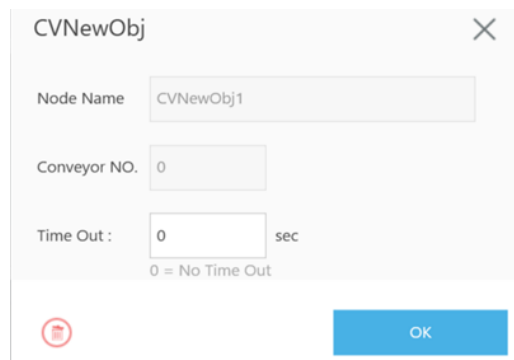 CVNewObj
Node Name CVNewObj1
Conveyor NO. 0
Time Out : 0 sec
0 = No Time Out
OK